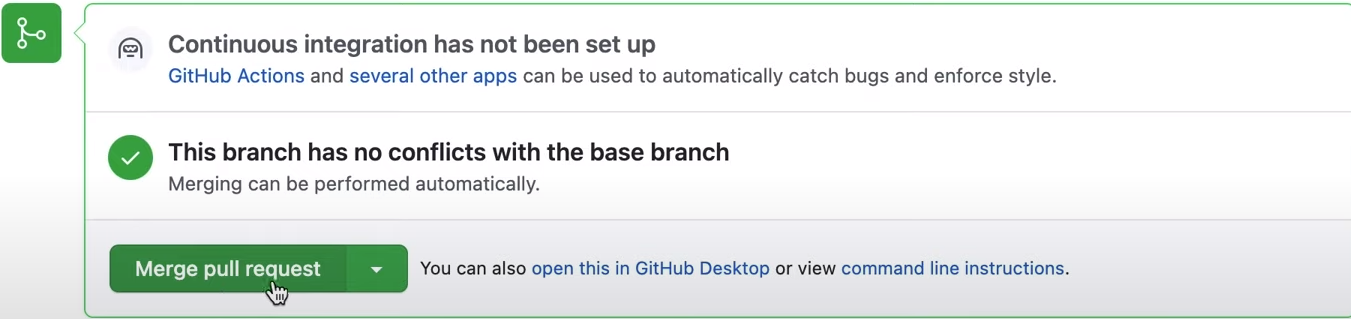 Continuous integration has not been set up
GitHub Actions and several other apps can be used to automatically catch bugs and enforce style.
This branch has no conflicts with the base branch
Merging can be performed automatically.
Merge pull request You can also open this in GitHub Desktop or view command line instructions.